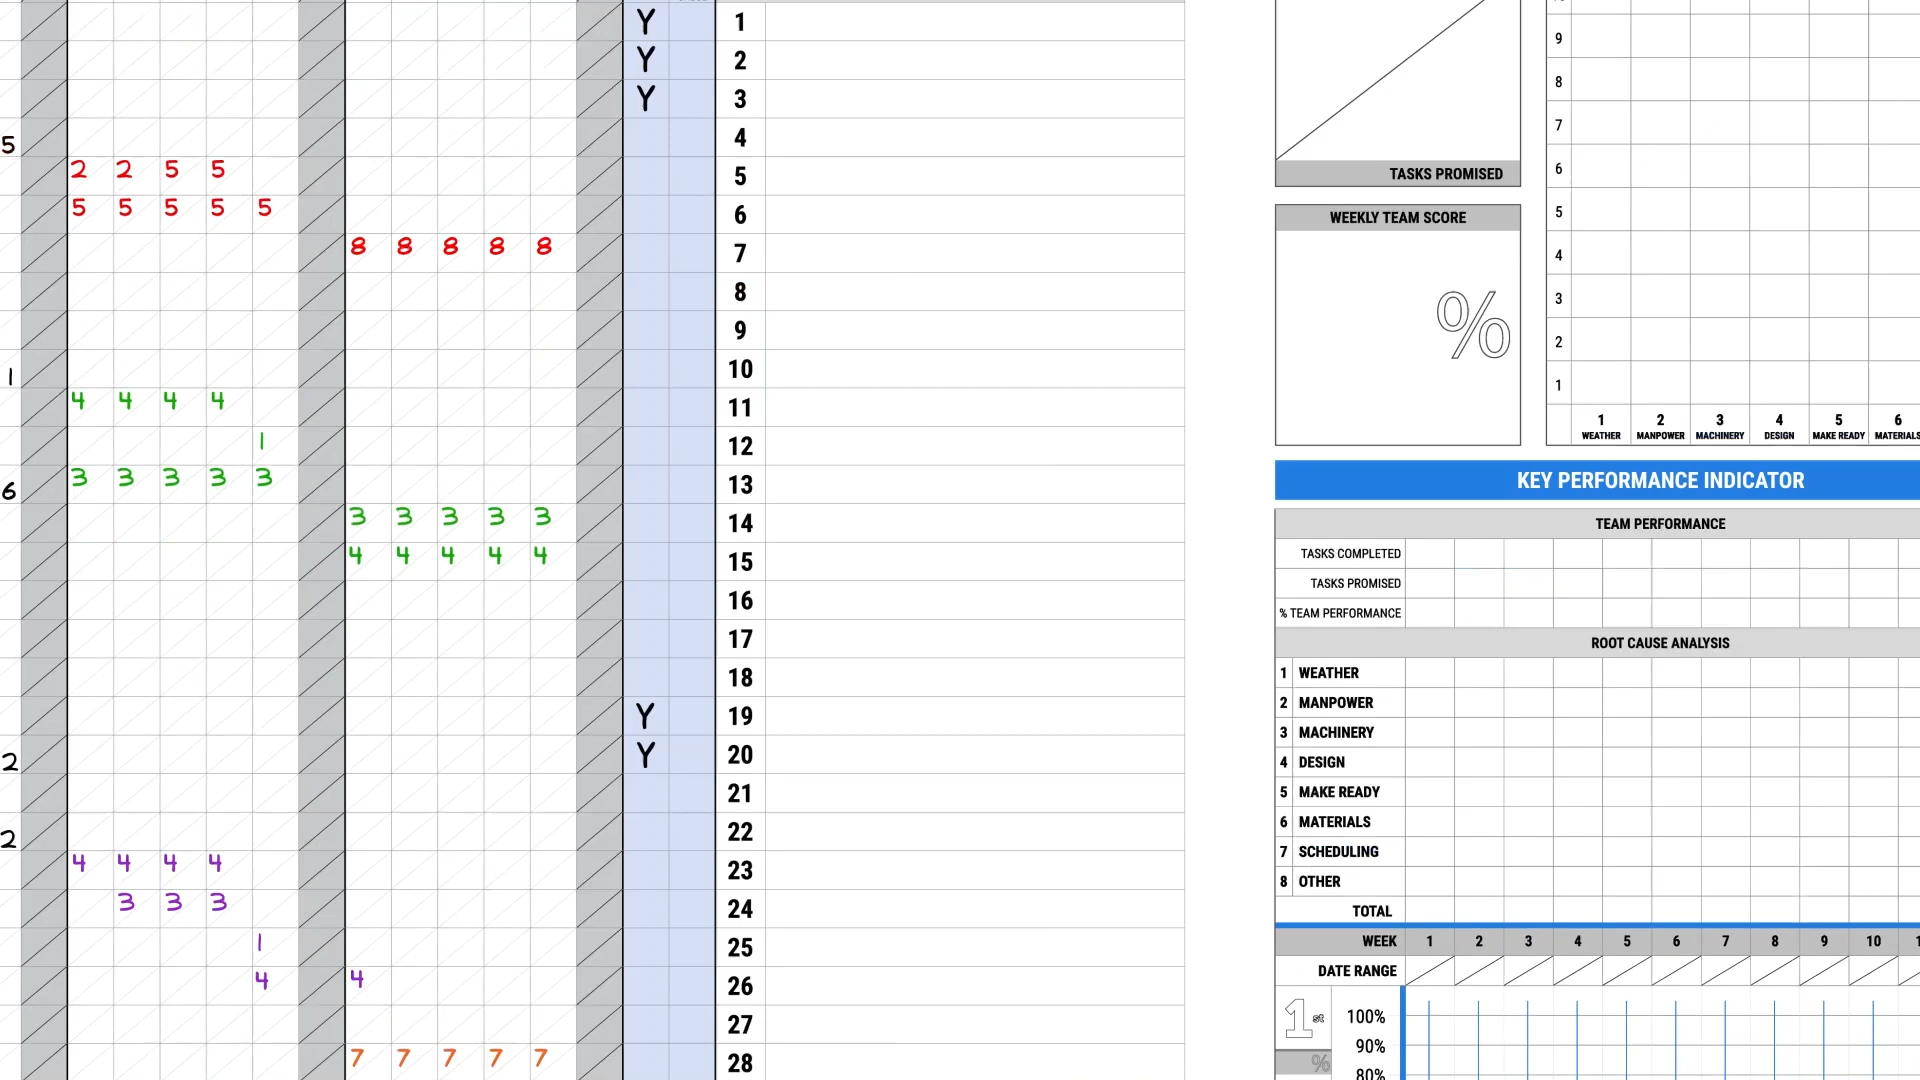 Y 1
Y 2
Y 3
5 4
2 2 5 5 5
5 5 5 5 5 6
8 8 8 8 8 7
8
9
1 10
4 4 4 4 11
1 12
6 3 3 3 3 3 13
3 3 3 3 3 14
4 4 4 4 4 15
16
17
18
Y 19
2 Y 20
21
2 22
4 4 4 4 23
3 3 3 24
1 25
4 4 26
27
7 7 7 7 7 28
TASKS PROMISED
WEEKLY TEAM SCORE
%
9
8
7
6
5
4
3
2
1
1 2 3 4 5 6
WEATHER MANPOWER MACHINERY DESIGN MAKE READY MATERIALS
KEY PERFORMANCE INDICATOR
TEAM PERFORMANCE
TASKS COMPLETED
TASKS PROMISED
% TEAM PERFORMANCE
ROOT CAUSE ANALYSIS
1 WEATHER
2 MANPOWER
3 MACHINERY
4 DESIGN
5 MAKE READY
6 MATERIALS
7 SCHEDULING
8 OTHER
TOTAL
WEEK 1 2 3 4 5 6 7 8 9 10
DATE RANGE
1st 100%
90%
% 80%